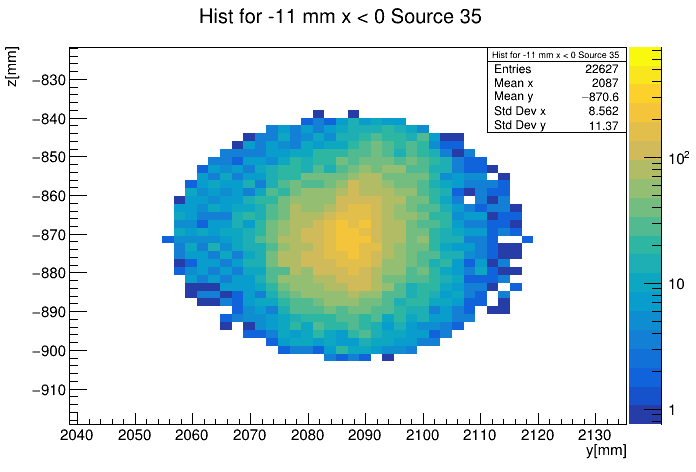 Hist for -11 mm x < 0 Source 35
z[mm]
Hist for -11 mm x < 0 Source 35
Entries 22627
Mean x 2087
Mean y −870.6
Std Dev x 8.562
Std Dev y 11.37
−830
−840
−850
−860
−870
−880
−890
−900
−910
10²
10
1
2040 2050 2060 2070 2080 2090 2100 2110 2120 2130
y[mm]